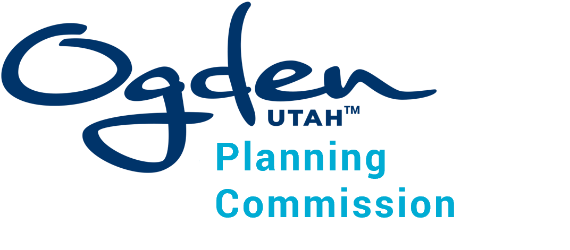 Ogden
UTAH™
Planning
Commission